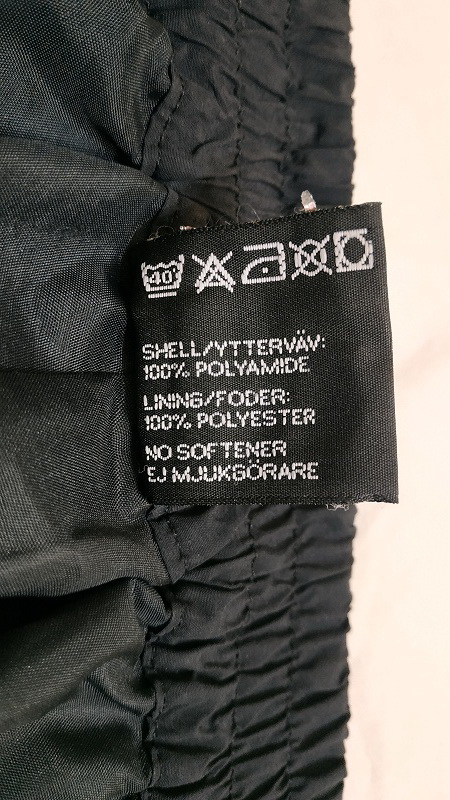 40°
SHELL/YTTERVÄV:
100% POLYAMIDE
LINING/FODER:
100% POLYESTER
NO SOFTENER
EJ MJUKGÖRARE